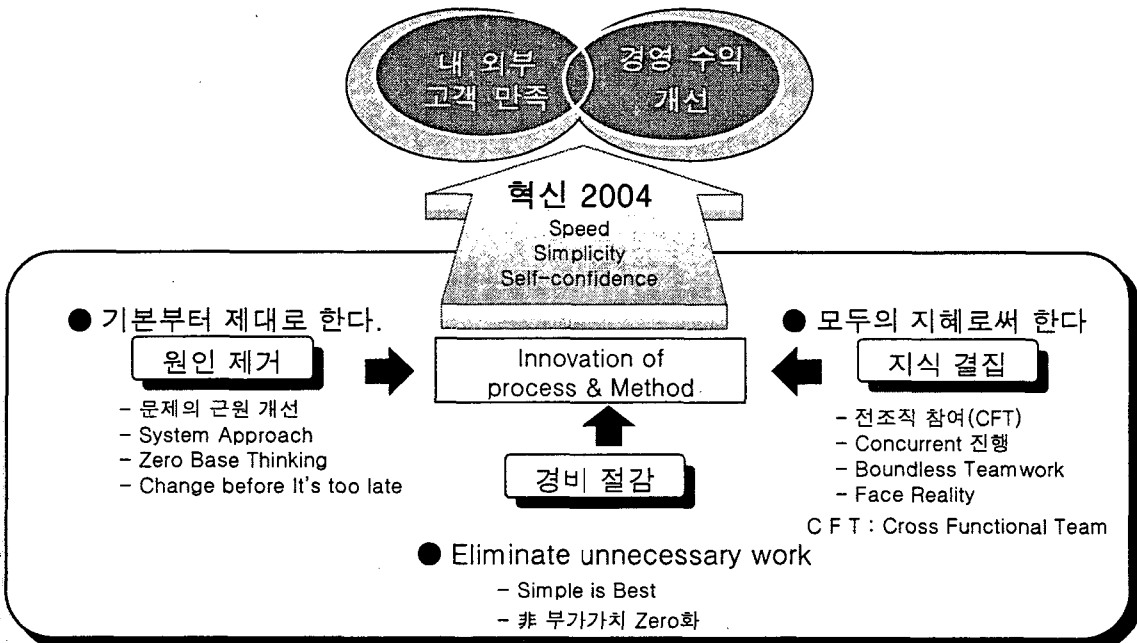 내 외부
고객 만족
경영 수익
개선
혁신 2004
Speed
Simplicity
Self-confidence
● 기본부터 제대로 한다.
원인 제거
- 문제의 근원 개선
- System Approach
- Zero Base Thinking
- Change before It's too late
Innovation of
process & Method
● 모두의 지혜로써 한다
지식 결집
- 전조직 참여(CFT)
- Concurrent 진행
- Boundless Teamwork
- Face Reality
C F T : Cross Functional Team
경비 절감
● Eliminate unnecessary work
- Simple is Best
- 非 부가가치 Zero화